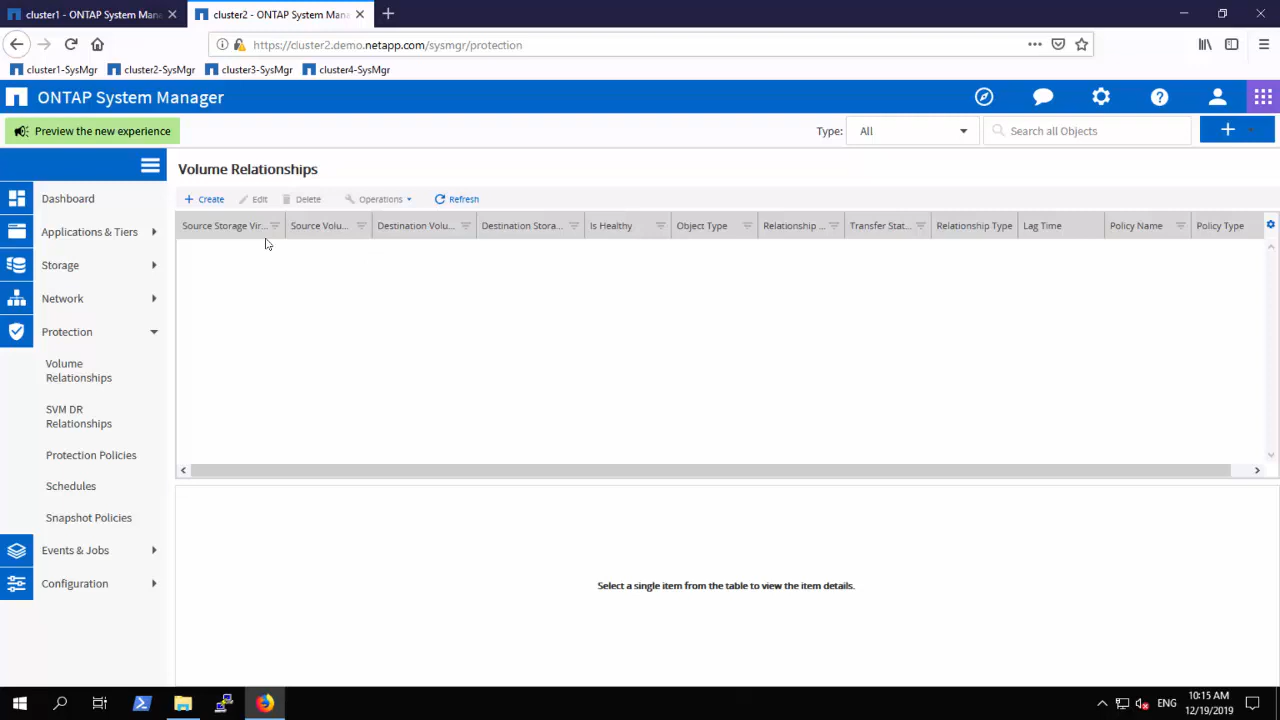 cluster1 - ONTAP System Man
cluster2 - ONTAP System Mana
https://cluster2.demo.netapp.com/sysmgr/protection
cluster1-SysMgr
cluster2-SysMgr
cluster3-SysMgr
cluster4-SysMgr
ONTAP System Manager
Preview the new experience
Type:
All
Search all Objects
Dashboard
Applications & Tiers
Storage
Network
Protection
Volume
Relationships
SVM DR
Relationships
Protection Policies
Schedules
Snapshot Policies
Events & Jobs
Configuration
Volume Relationships
Create
Edit
Delete
Operations
Refresh
Source Storage Vir...
Source Volu...
Destination Volu...
Destination Stora...
Is Healthy
Object Type
Relationship ...
Transfer Stat...
Relationship Type
Lag Time
Policy Name
Policy Type
Select a single item from the table to view the item details.
ENG
10:15 AM
12/19/2019